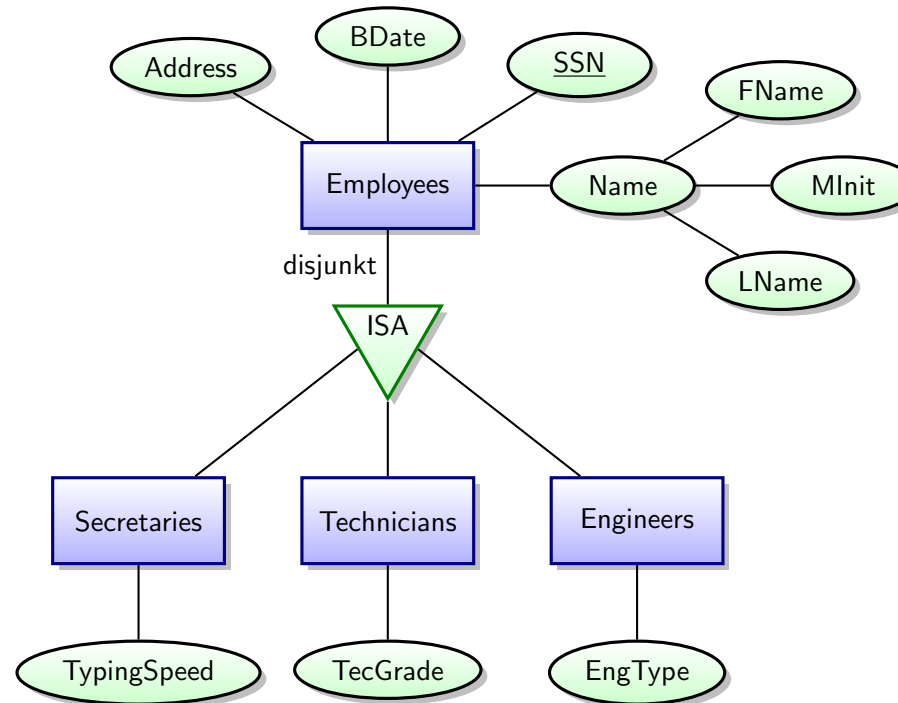 BDate
Address
SSN
FName
Employees
Name
MInit
disjunkt
LName
ISA
Secretaries
Technicians
Engineers
TypingSpeed
TecGrade
EngType